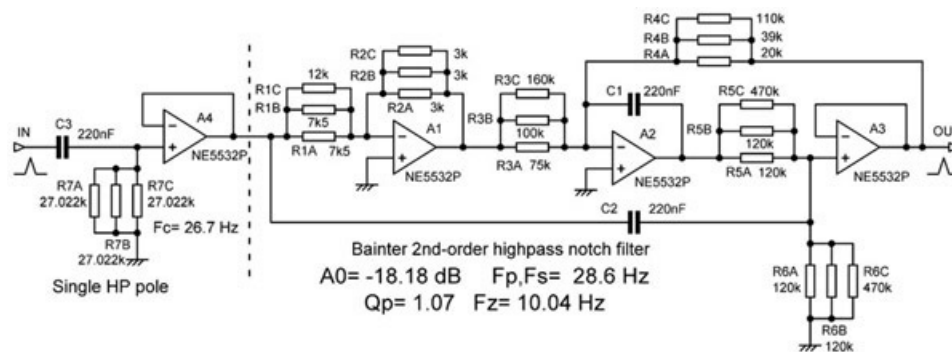 R4C 110k
R4B 39k
R4A 20k
R2C 3k
R2B 3k
R2A 3k
R1C 12k
R1B 7k5
R1A 7k5
R3C 160k
R3B 100k
R3A 75k
C1 220nF
R5C 470k
R5B 120k
R5A 120k
IN
C3 220nF
A4
NE5532P
A1
NE5532P
A2
NE5532P
A3
NE5532P
OU
R7A 27.022k
R7C 27.022k
R7B 27.022k
Fc= 26.7 Hz
C2 220nF
Single HP pole
Bainter 2nd-order highpass notch filter
A0= -18.18 dB Fp,Fs= 28.6 Hz
Qp= 1.07 Fz= 10.04 Hz
R6A 120k
R6C 470k
R6B 120k